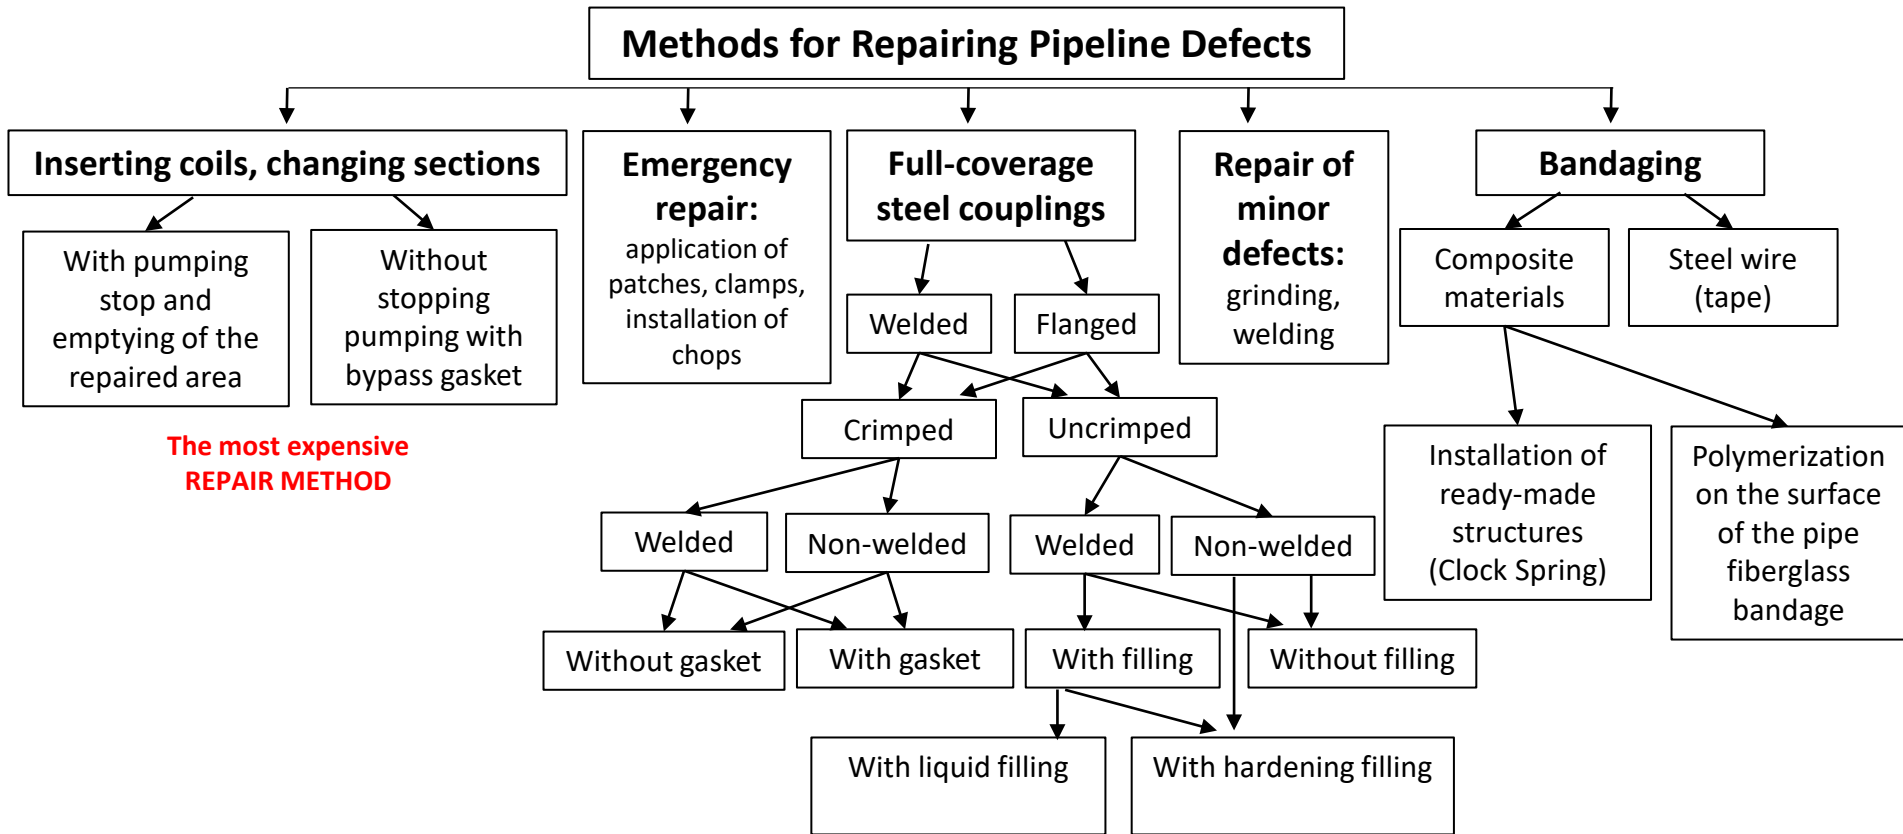 Methods for Repairing Pipeline Defects
Inserting coils, changing sections
With pumping
stop and
emptying of the
repaired area
Without
stopping
pumping with
bypass gasket
The most expensive
REPAIR METHOD
Emergency
repair:
application of
patches, clamps,
installation of
chops
Full-coverage
steel couplings
Welded
Flanged
Crimped
Uncrimped
Welded
Non-welded
Welded
Non-welded
Without gasket
With gasket
With filling
Without filling
With liquid filling
With hardening filling
Repair of
minor
defects:
grinding,
welding
Bandaging
Composite
materials
Steel wire
(tape)
Installation of
ready-made
structures
(Clock Spring)
Polymerization
on the surface
of the pipe
fiberglass
bandage